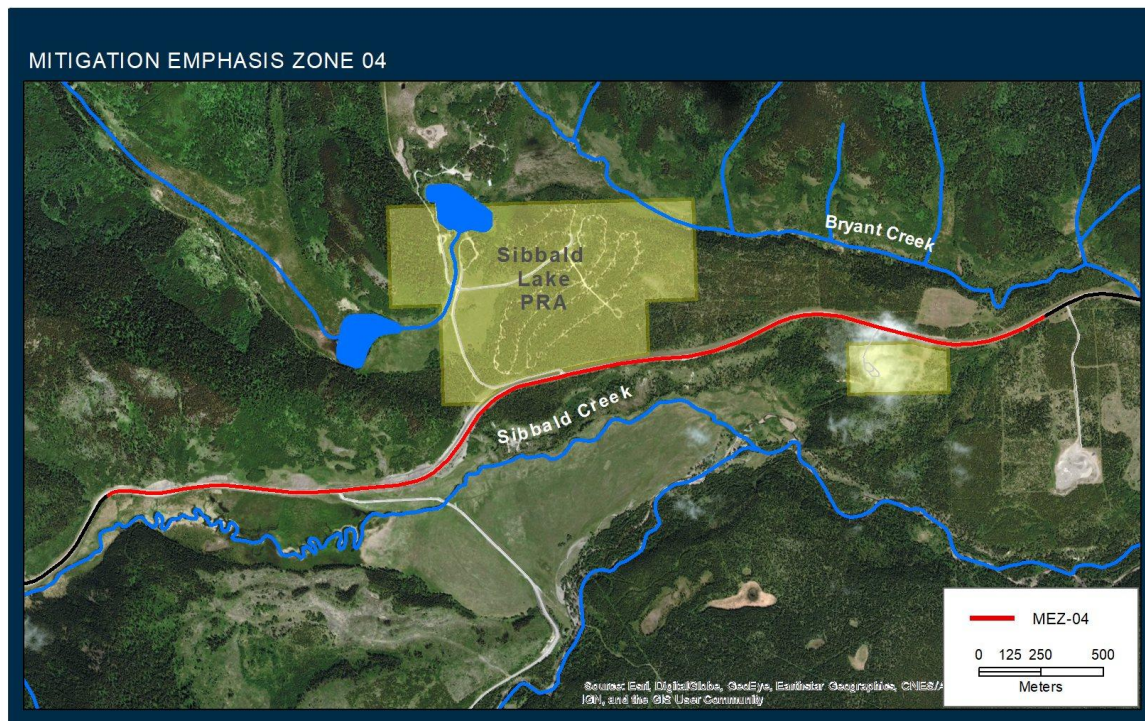 MITIGATION EMPHASIS ZONE 04
Bryant Creek
Sibbald
Lake
PRA
Sibbald Creek
MEZ-04
0 125 250 500
Meters
Source: Esri, DigitalGlobe, GeoEye, Earthstar Geographics, CNES/A
IGN, and the GIS User Community